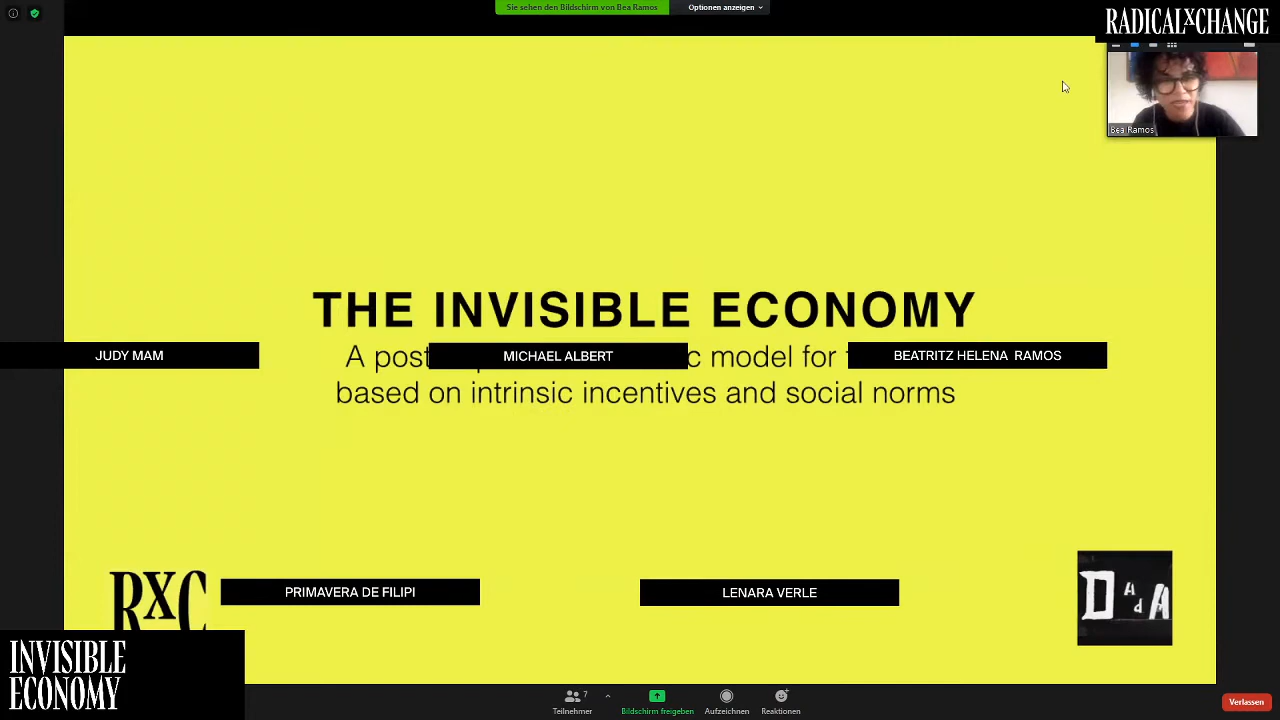 Sie sehen den Bildschirm von Bea Ramos
Optionen anzeigen
RADICALXCHANGE
Bea Ramos
THE INVISIBLE ECONOMY
A post
c model for
JUDY MAM
MICHAEL ALBERT
BEATRITZ HELENA RAMOS
based on intrinsic incentives and social norms
RXC
PRIMAVERA DE FILIPI
LENARA VERLE
DADA
INVISIBLE
ECONOMY
7
Teilnehmer
Bildschirm freigeben
Aufzeichnen
Reaktionen
Verlassen